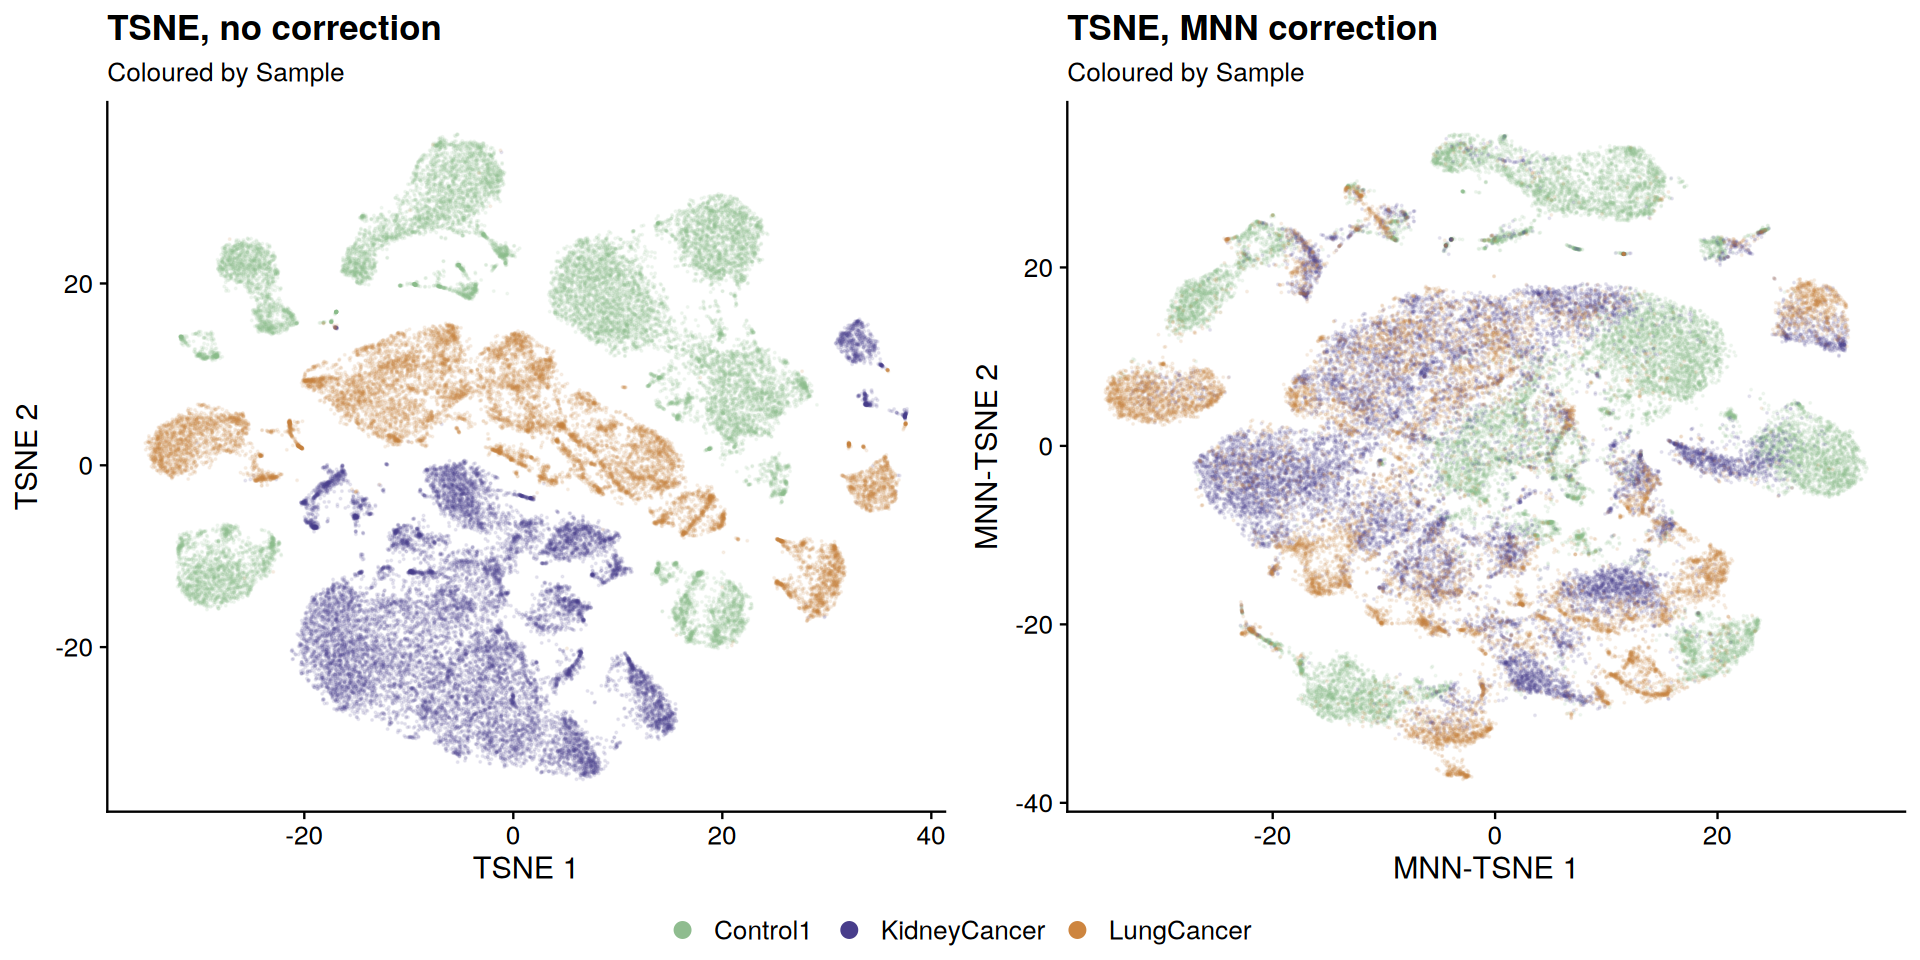 TSNE, no correction
Coloured by Sample
20
0
-20
TSNE 2
-20 0 20 40
TSNE 1
TSNE, MNN correction
Coloured by Sample
20
0
-20
-40
MNN-TSNE 2
-20 0 20
MNN-TSNE 1
Control1 KidneyCancer LungCancer